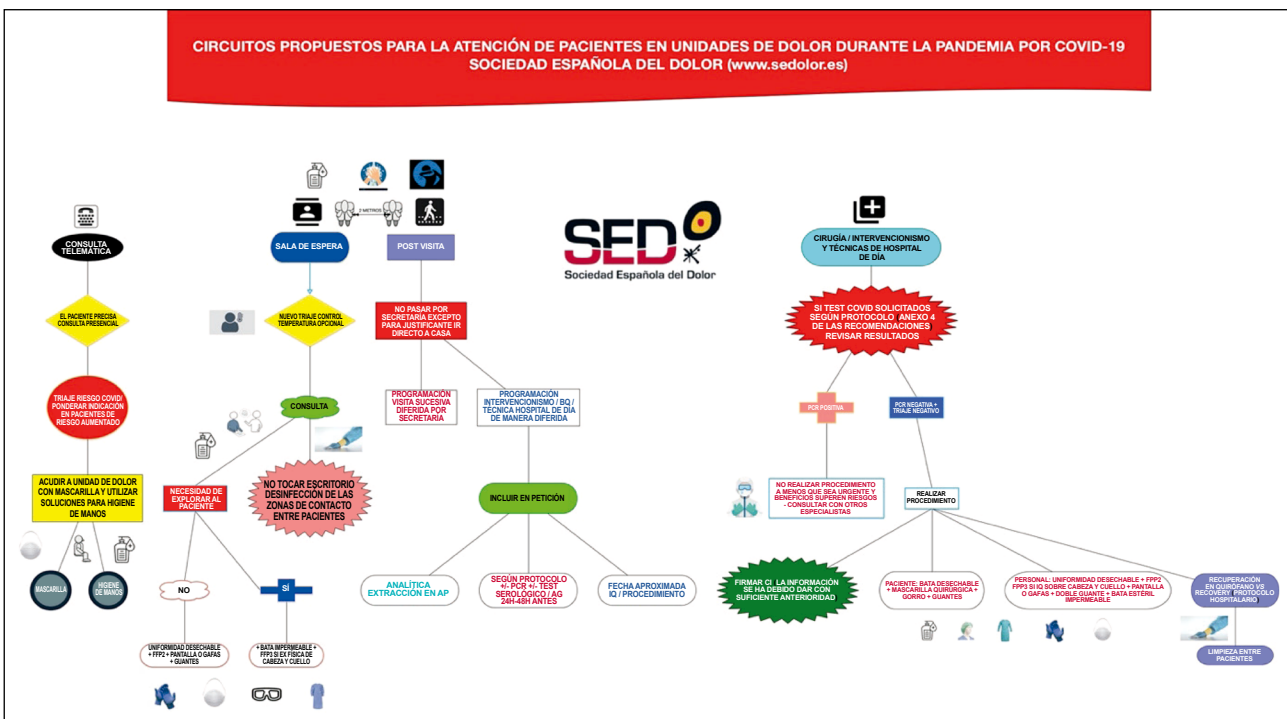 CIRCUITOS PROPUESTOS PARA LA ATENCIÓN DE PACIENTES EN UNIDADES DE DOLOR DURANTE LA PANDEMIA POR COVID-19
SOCIEDAD ESPAÑOLA DEL DOLOR (www.sedolor.es)
CONSULTA
TELEMÁTICA
EL PACIENTE PRECISA
CONSULTA PRESENCIAL
TRIAJE RIESGO COVID/
PONDERAR INDICACIÓN
EN PACIENTES DE
RIESGO AUMENTADO
ACUDIR A UNIDAD DE DOLOR
CON MASCARILLA Y UTILIZAR
SOLUCIONES PARA HIGIENE
DE MANOS
MASCARILLA
HIGIENE
DE MANOS
2 METROS
SALA DE ESPERA
NUEVO TRIAJE CONTROL
TEMPERATURA OPCIONAL
CONSULTA
NECESIDAD DE
EXPLORAR AL
PACIENTE
NO TOCAR ESCRITORIO
DESINFECCIÓN DE LAS
ZONAS DE CONTACTO
ENTRE PACIENTES
NO
SÍ
UNIFORMIDAD DESECHABLE
+ FFP2 + PANTALLA O GAFAS
+ GUANTES
+ BATA IMPERMEABLE +
FFP3 SI EX FÍSICA DE
CABEZA Y CUELLO
POST VISITA
NO PASAR POR
SECRETARÍA EXCEPTO
PARA JUSTIFICANTE IR
DIRECTO A CASA
PROGRAMACIÓN
VISITA SUCESIVA
DIFERIDA POR
SECRETARÍA
PROGRAMACIÓN
INTERVENCIONISMO / BQ /
TÉCNICA HOSPITAL DE DÍA
DE MANERA DIFERIDA
INCLUIR EN PETICIÓN
ANALÍTICA
EXTRACCIÓN EN AP
SEGÚN PROTOCOLO
+/- PCR +/- TEST
SEROLÓGICO / AG
24H-48H ANTES
FECHA APROXIMADA
IQ / PROCEDIMIENTO
SED
Sociedad Española del Dolor
CIRUGÍA / INTERVENCIONISMO
Y TÉCNICAS DE HOSPITAL
DE DÍA
SI TEST COVID SOLICITADOS
SEGÚN PROTOCOLO (ANEXO 4
DE LAS RECOMENDACIONES)
REVISAR RESULTADOS
PCR POSITIVA
PCR NEGATIVA +
TRIAJE NEGATIVO
NO REALIZAR PROCEDIMIENTO
A MENOS QUE SEA URGENTE Y
BENEFICIOS SUPEREN RIESGOS
- CONSULTAR CON OTROS
ESPECIALISTAS
REALIZAR
PROCEDIMIENTO
FIRMAR CI (LA INFORMACIÓN
SE HA DEBIDO DAR CON
SUFICIENTE ANTERIORIDAD)
PACIENTE: BATA DESECHABLE
+ MASCARILLA QUIRÚRGICA +
GORRO + GUANTES
PERSONAL: UNIFORMIDAD DESECHABLE + FFP2
FPP3 SI IQ SOBRE CABEZA Y CUELLO + PANTALLA
O GAFAS + DOBLE GUANTE + BATA ESTÉRIL
IMPERMEABLE
RECUPERACIÓN
EN QUIRÓFANO VS
RECOVERY (PROTOCOLO
HOSPITALARIO)
LIMPIEZA ENTRE
PACIENTES